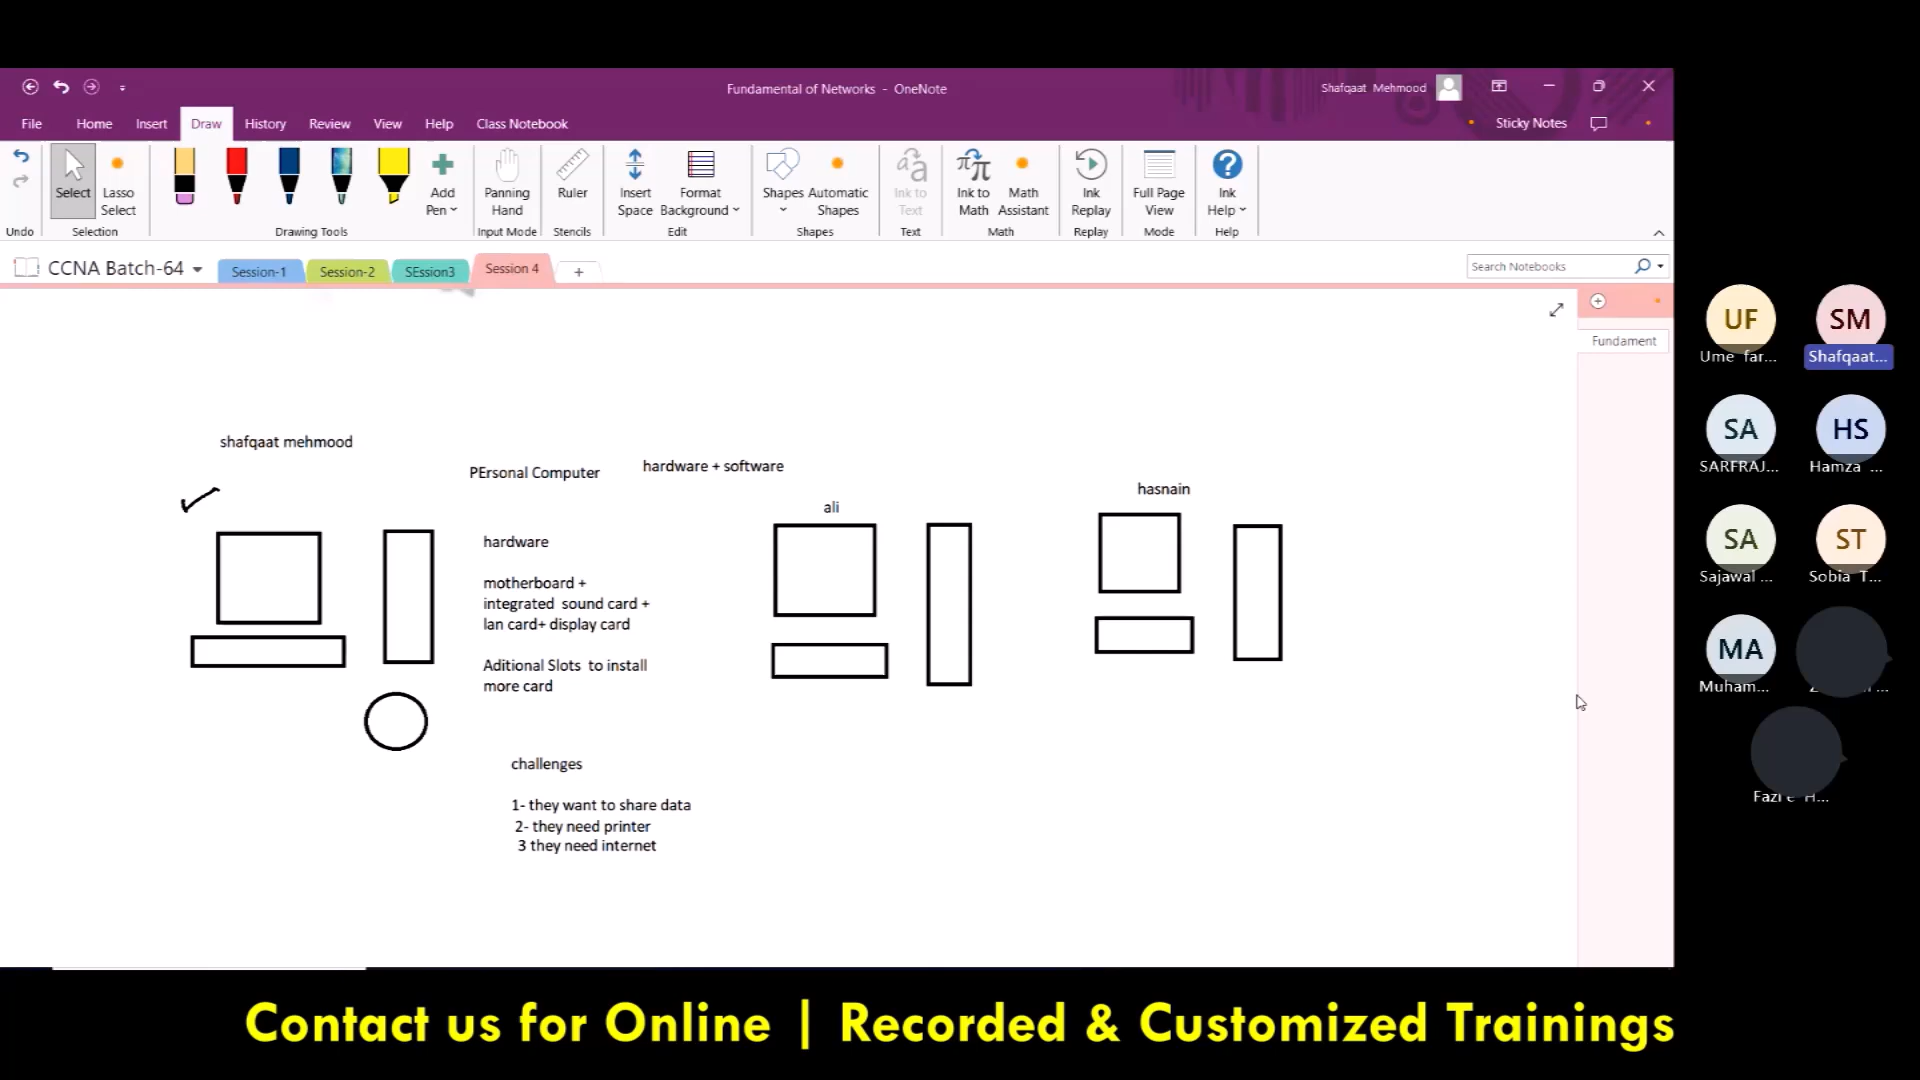 Fundamental of Networks - OneNote
Shafqaat Mehmood
File Home Insert Draw History Review View Help Class Notebook
Sticky Notes
Select
Lasso Select
Add Pen
Panning Hand
Ruler
Insert Space
Format Background
Shapes
Automatic Shapes
Ink to Text
Ink to Math
Math Assistant
Ink Replay
Full Page View
Ink Help
Undo Selection Drawing Tools Input Mode Stencils Edit Shapes Text Math Replay Mode Help
CCNA Batch-64 Session-1 Session-2 SEssion3 Session 4
Search Notebooks
Fundament
shafqaat mehmood
PErsonal Computer
hardware + software
ali
hasnain
hardware
motherboard +
integrated sound card +
lan card+ display card
Aditional Slots to install
more card
challenges
1- they want to share data
2- they need printer
3 they need internet
UF
Ume far...
SM
Shafqaat...
SA
SARFRAJ...
HS
Hamza ...
SA
Sajawal ...
ST
Sobia T...
MA
Muham...
Contact us for Online | Recorded & Customized Trainings